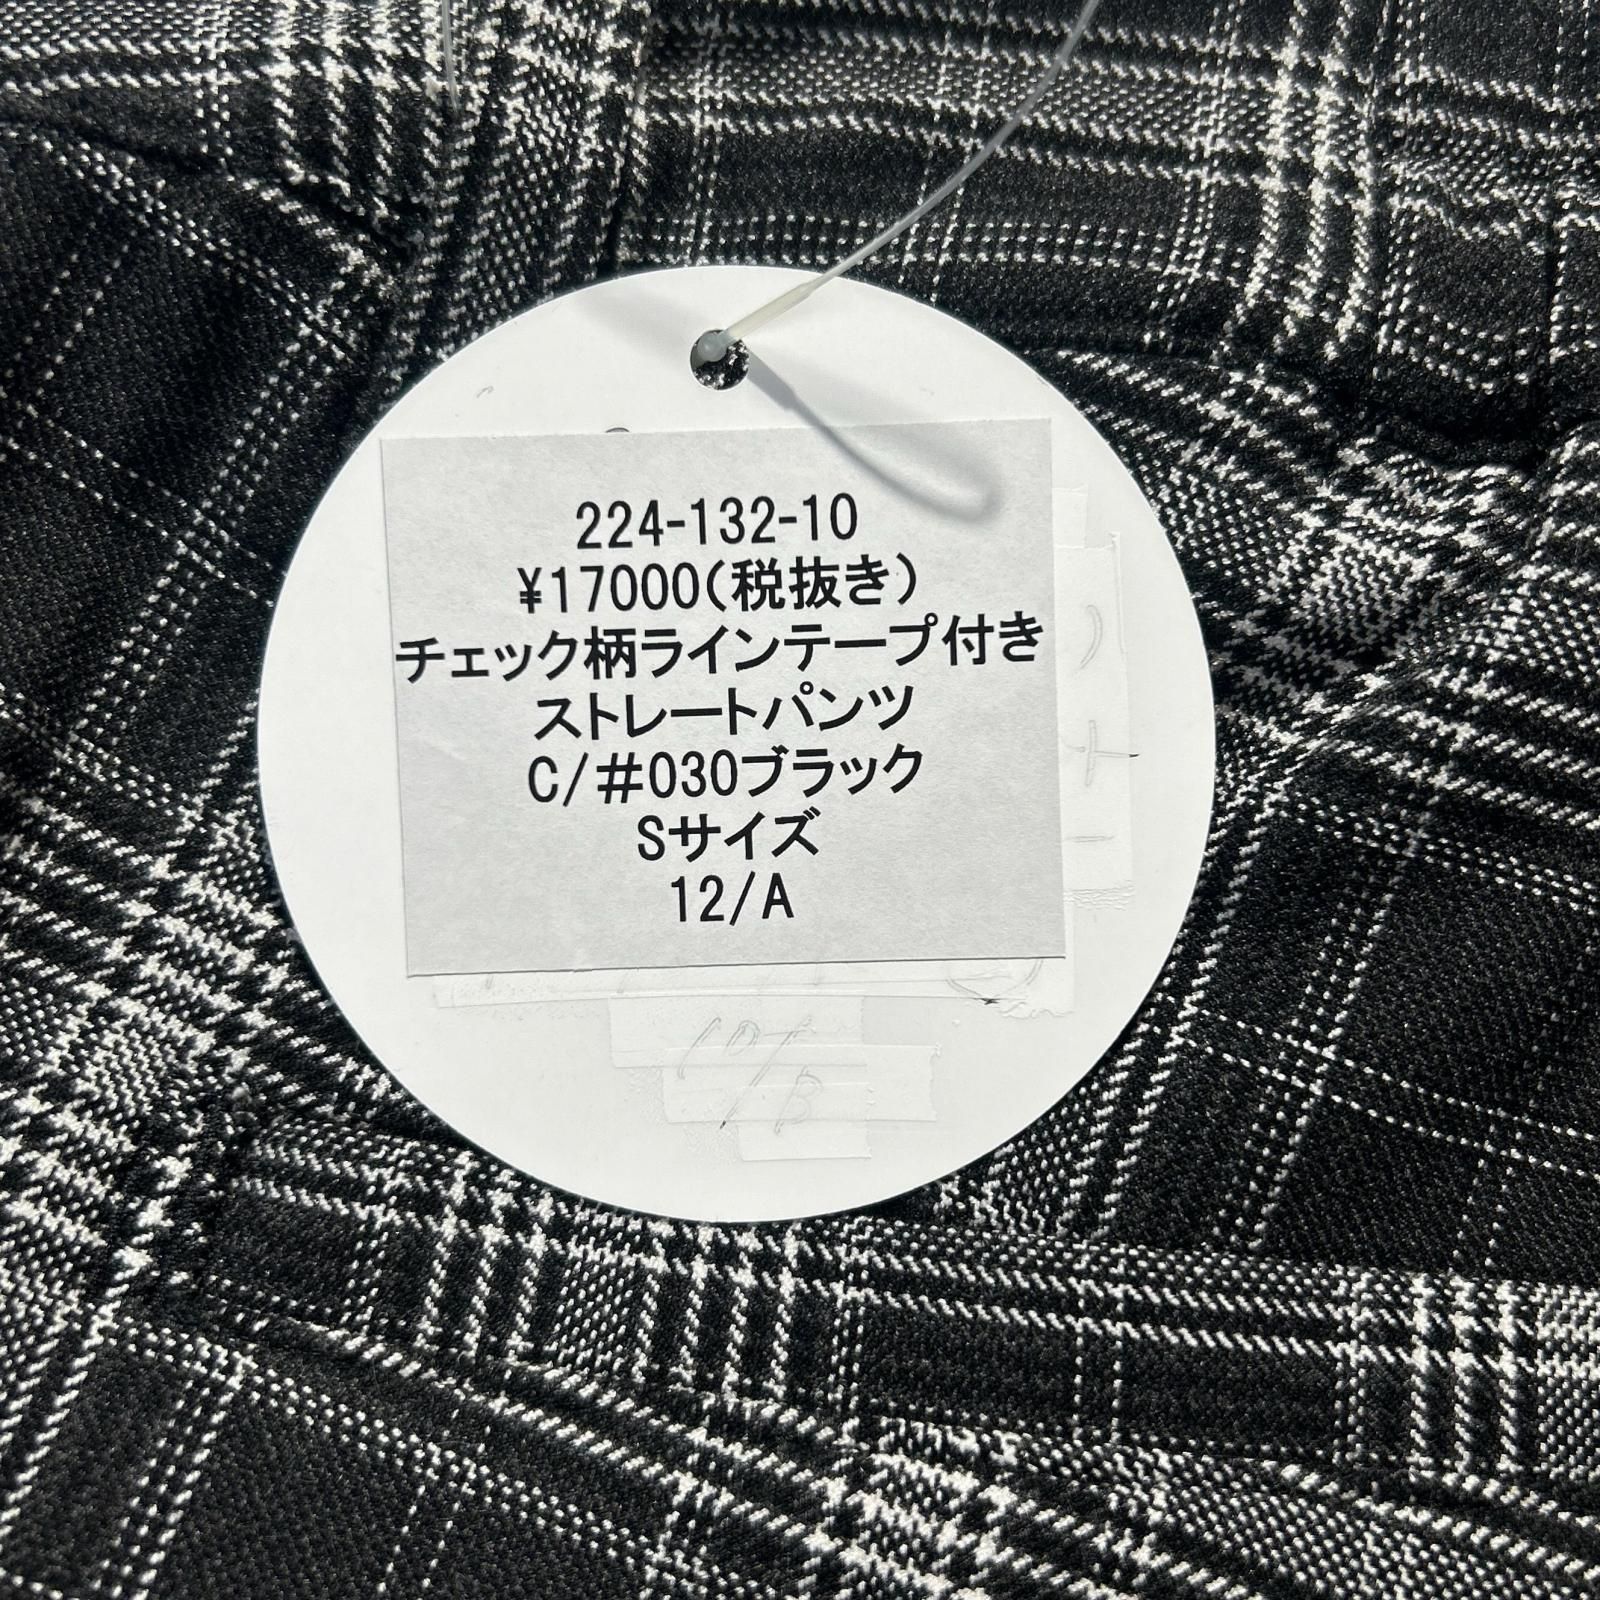 224-132-10
¥17000(税抜き)
チェック柄ラインテープ付き
ストレートパンツ
C/#030ブラック
Sサイズ
12/A
10/B